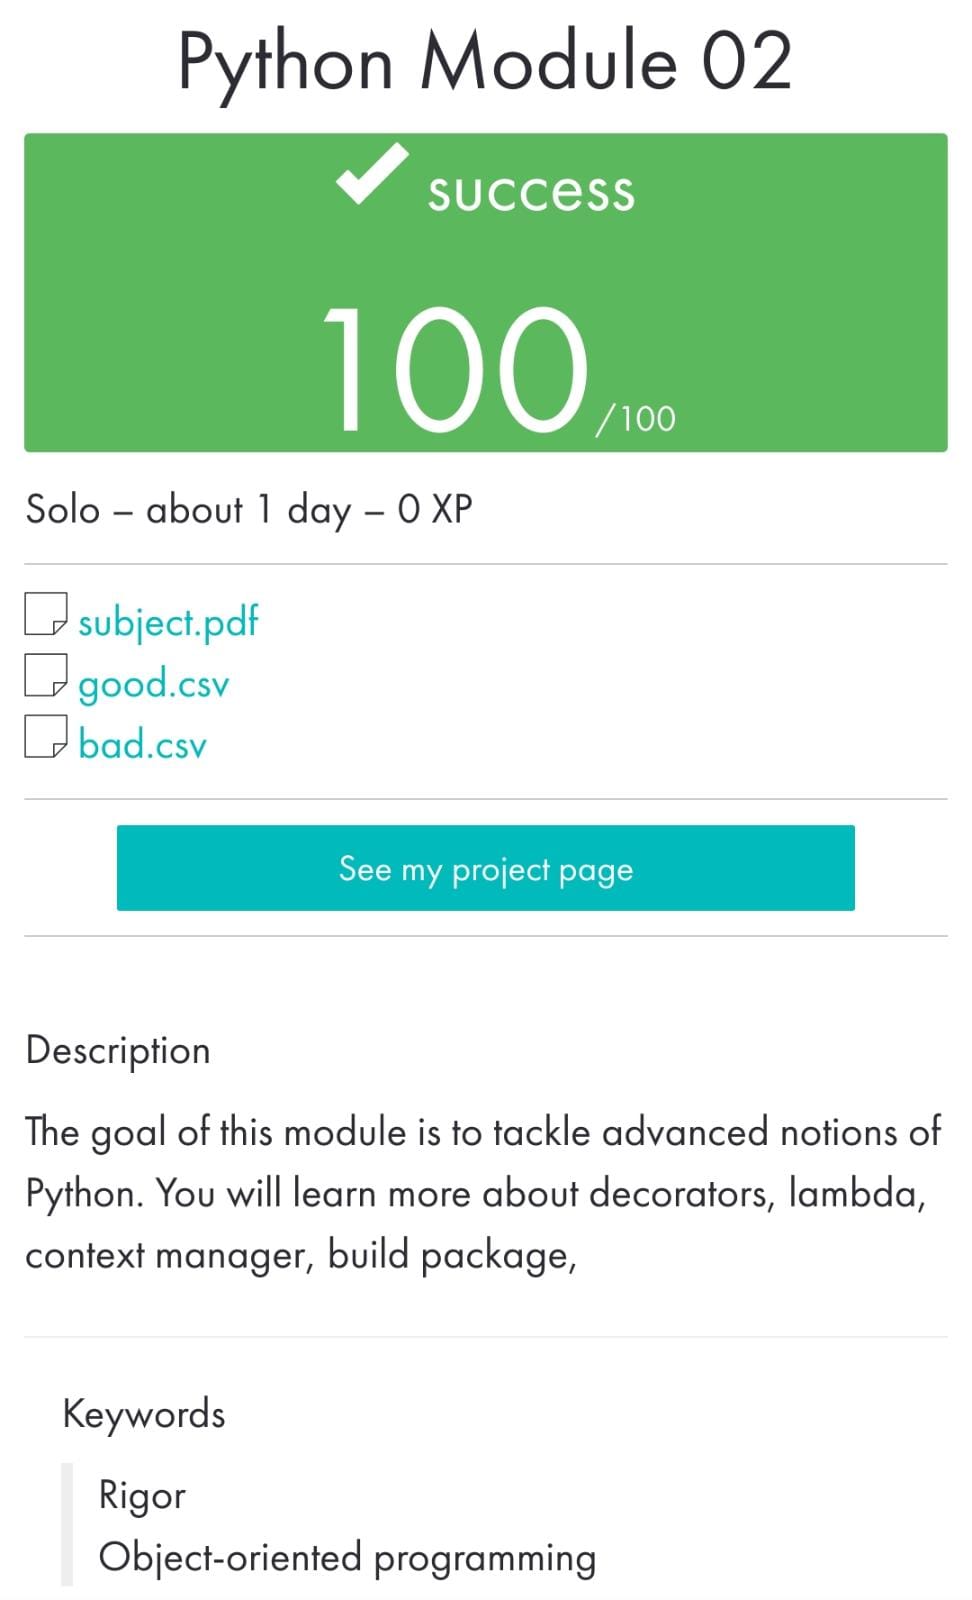 Python Module 02
success
100/100
Solo – about 1 day – 0 XP
subject.pdf
good.csv
bad.csv
See my project page
Description
The goal of this module is to tackle advanced notions of
Python. You will learn more about decorators, lambda,
context manager, build package,
Keywords
Rigor
Object-oriented programming